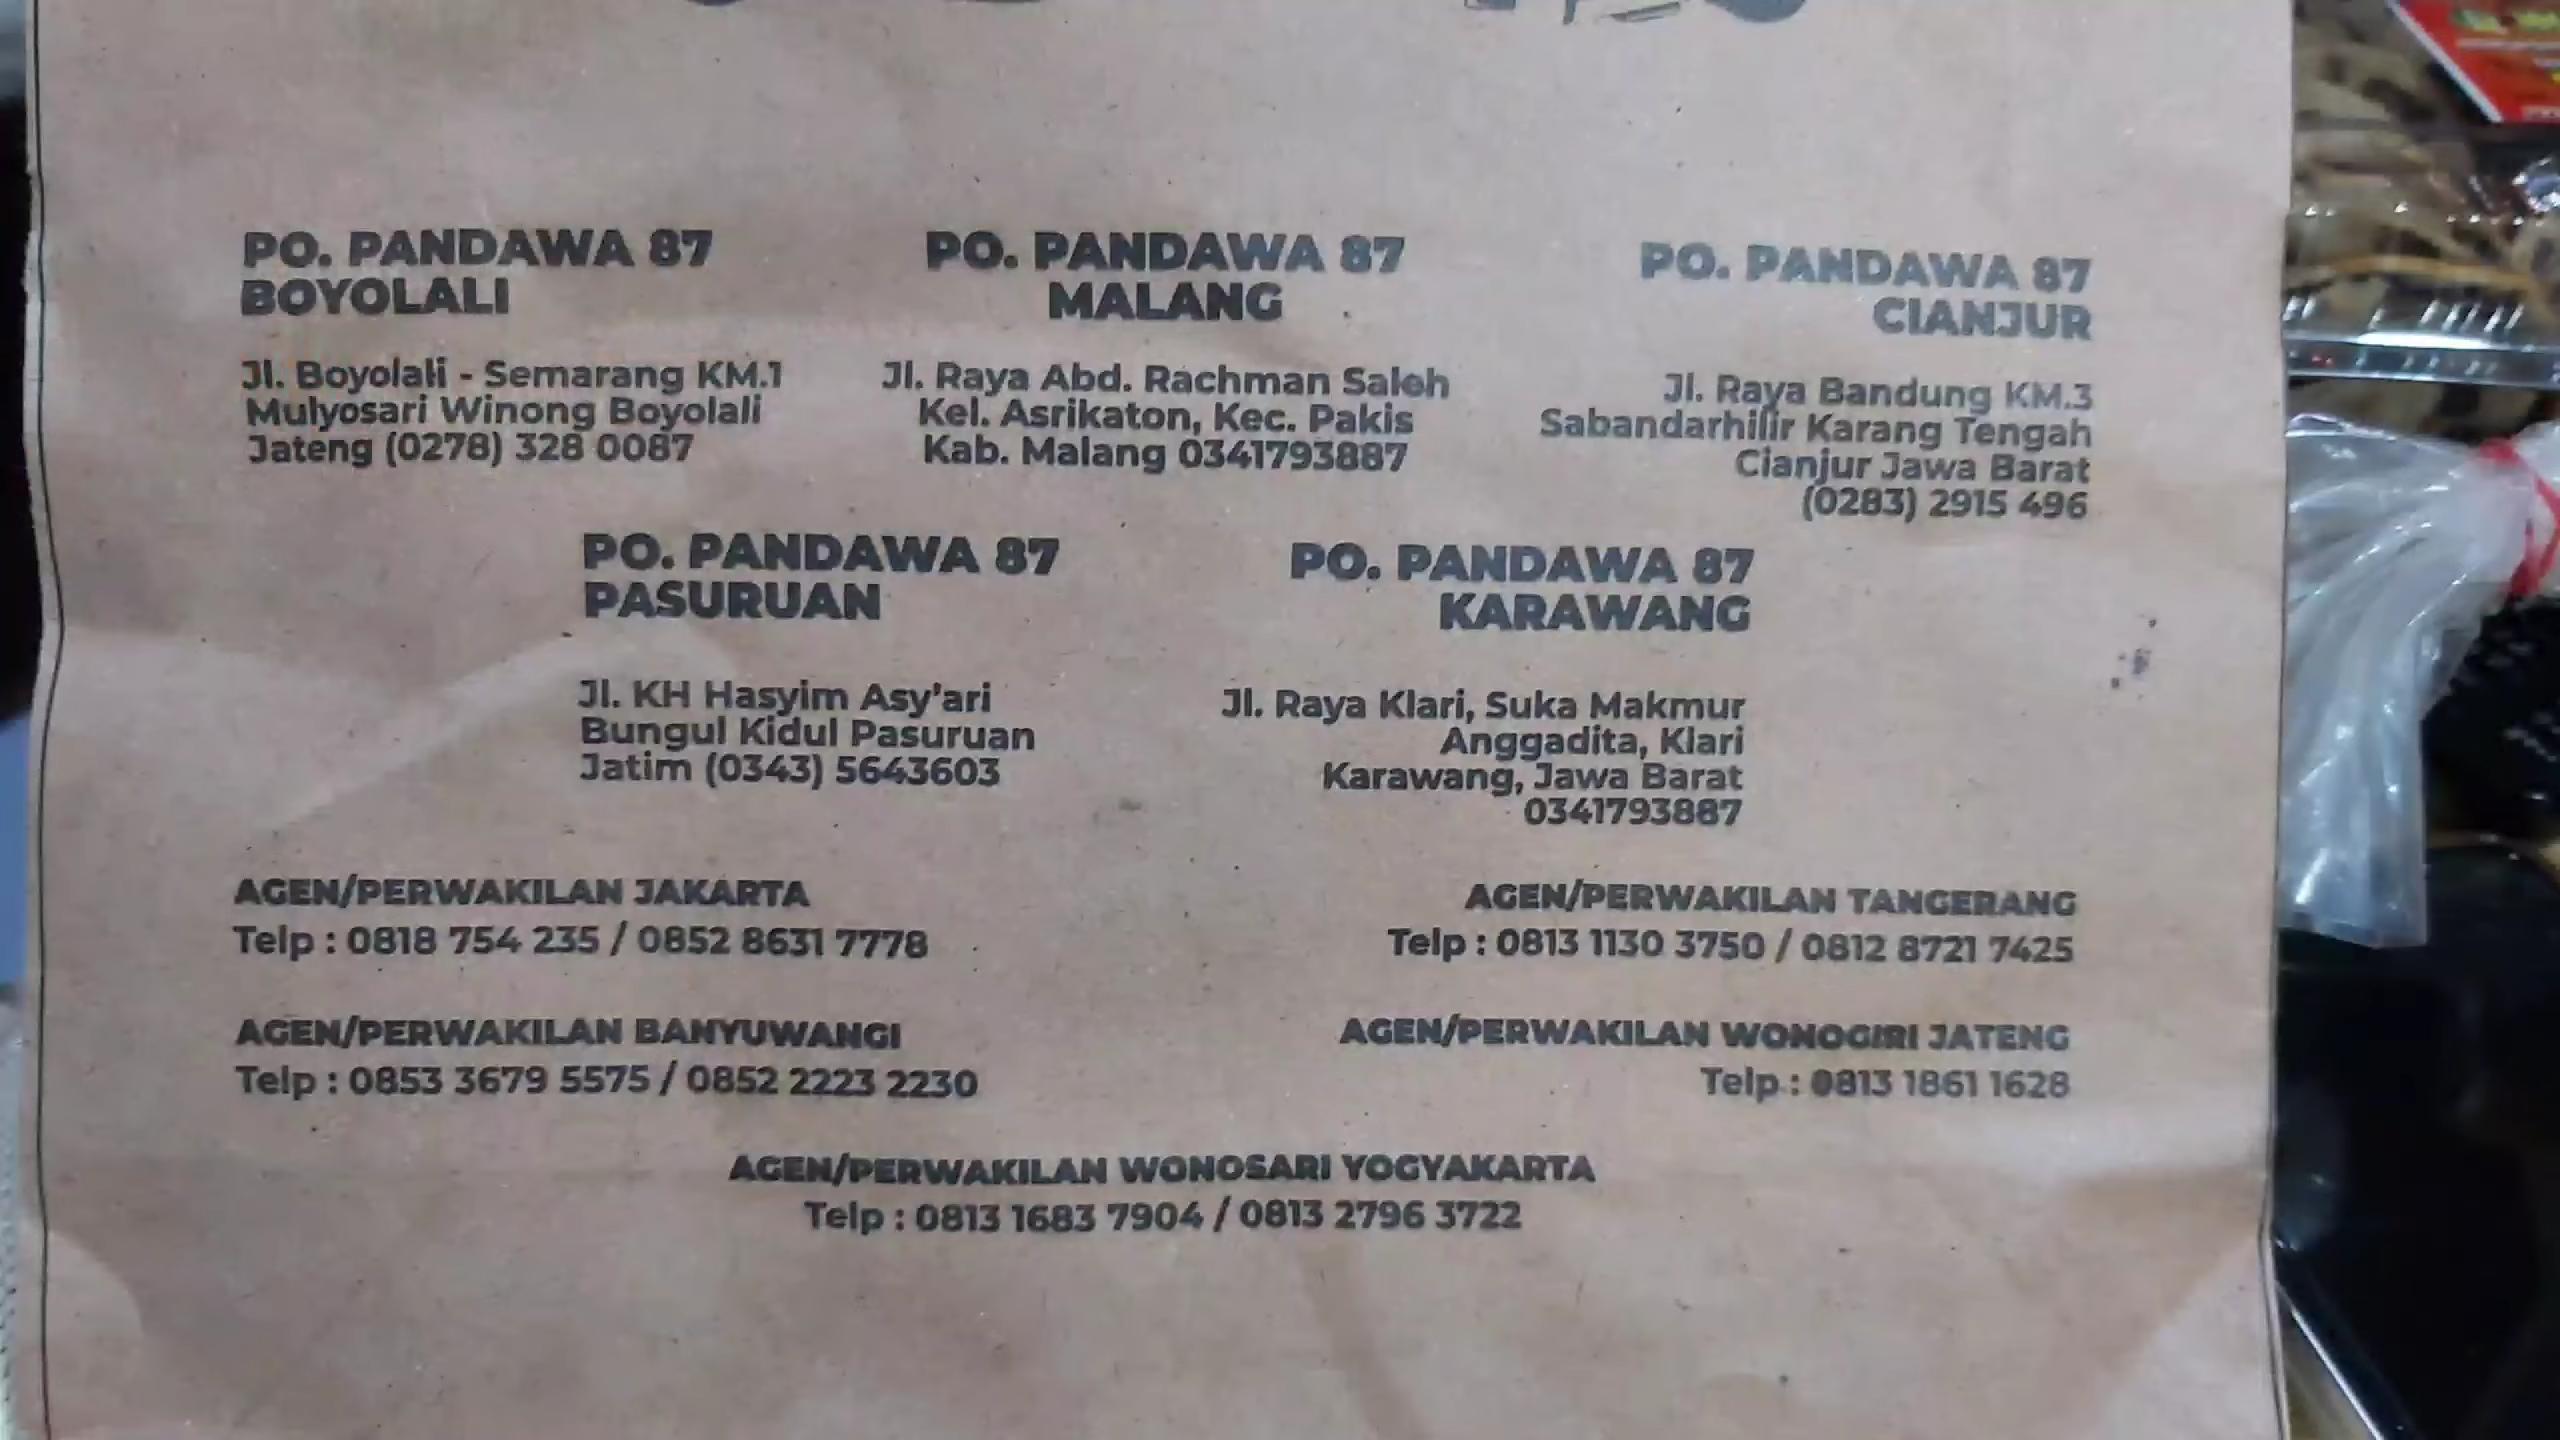 PO. PANDAWA 87
BOYOLALI
Jl. Boyolali - Semarang KM.1
Mulyosari Winong Boyolali
Jateng (0278) 328 0087
PO. PANDAWA 87
MALANG
Jl. Raya Abd. Rachman Saleh
Kel. Asrikaton, Kec. Pakis
Kab. Malang 0341793887
PO. PANDAWA 87
CIANJUR
Jl. Raya Bandung KM.3
Sabandarhilir Karang Tengah
Cianjur Jawa Barat
(0283) 2915 496
PO. PANDAWA 87
PASURUAN
Jl. KH Hasyim Asy'ari
Bungul Kidul Pasuruan
Jatim (0343) 5643603
PO. PANDAWA 87
KARAWANG
Jl. Raya Klari, Suka Makmur
Anggadita, Klari
Karawang, Jawa Barat
0341793887
AGEN/PERWAKILAN JAKARTA
Telp : 0818 754 235 / 0852 8631 7778
AGEN/PERWAKILAN TANGERANG
Telp : 0813 1130 3750 / 0812 8721 7425
AGEN/PERWAKILAN BANYUWANGI
Telp : 0853 3679 5575 / 0852 2223 2230
AGEN/PERWAKILAN WONOGIRI JATENG
Telp : 0813 1861 1628
AGEN/PERWAKILAN WONOSARI YOGYAKARTA
Telp : 0813 1683 7904 / 0813 2796 3722